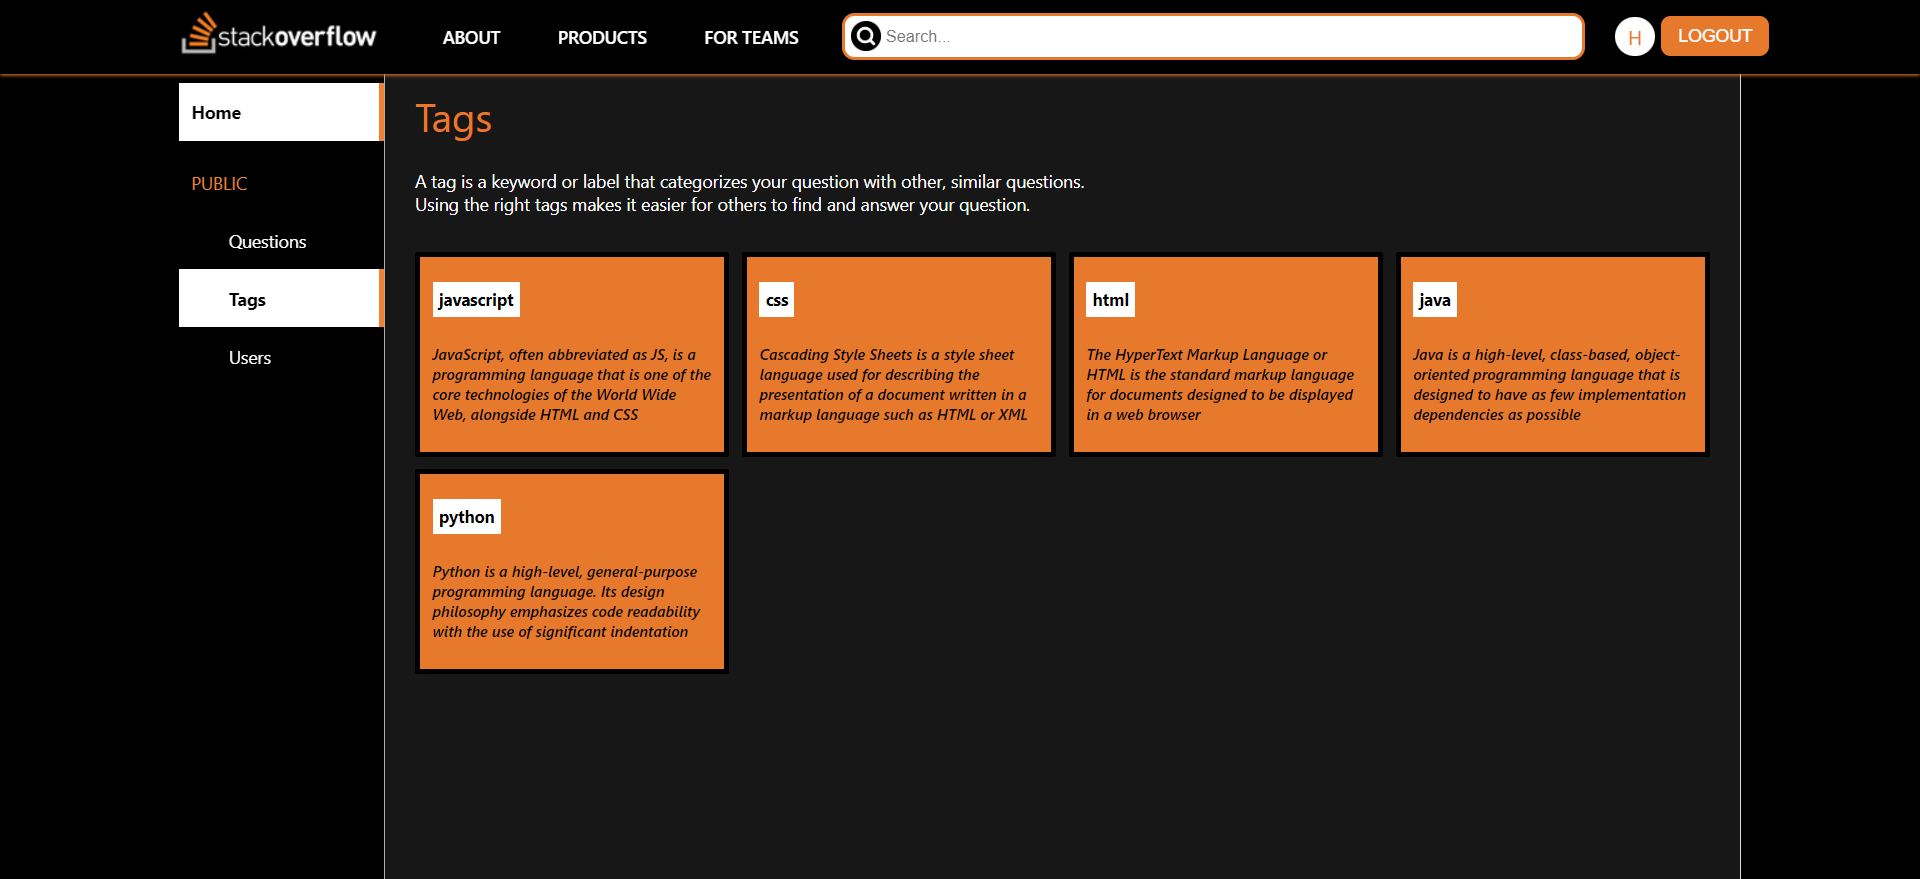 stackoverflow ABOUT PRODUCTS FOR TEAMS Search... H LOGOUT
Home
PUBLIC
Questions
Tags
Users
Tags
A tag is a keyword or label that categorizes your question with other, similar questions.
Using the right tags makes it easier for others to find and answer your question.
javascript
JavaScript, often abbreviated as JS, is a
programming language that is one of the
core technologies of the World Wide
Web, alongside HTML and CSS
css
Cascading Style Sheets is a style sheet
language used for describing the
presentation of a document written in a
markup language such as HTML or XML
html
The HyperText Markup Language or
HTML is the standard markup language
for documents designed to be displayed
in a web browser
java
Java is a high-level, class-based, object-
oriented programming language that is
designed to have as few implementation
dependencies as possible
python
Python is a high-level, general-purpose
programming language. Its design
philosophy emphasizes code readability
with the use of significant indentation